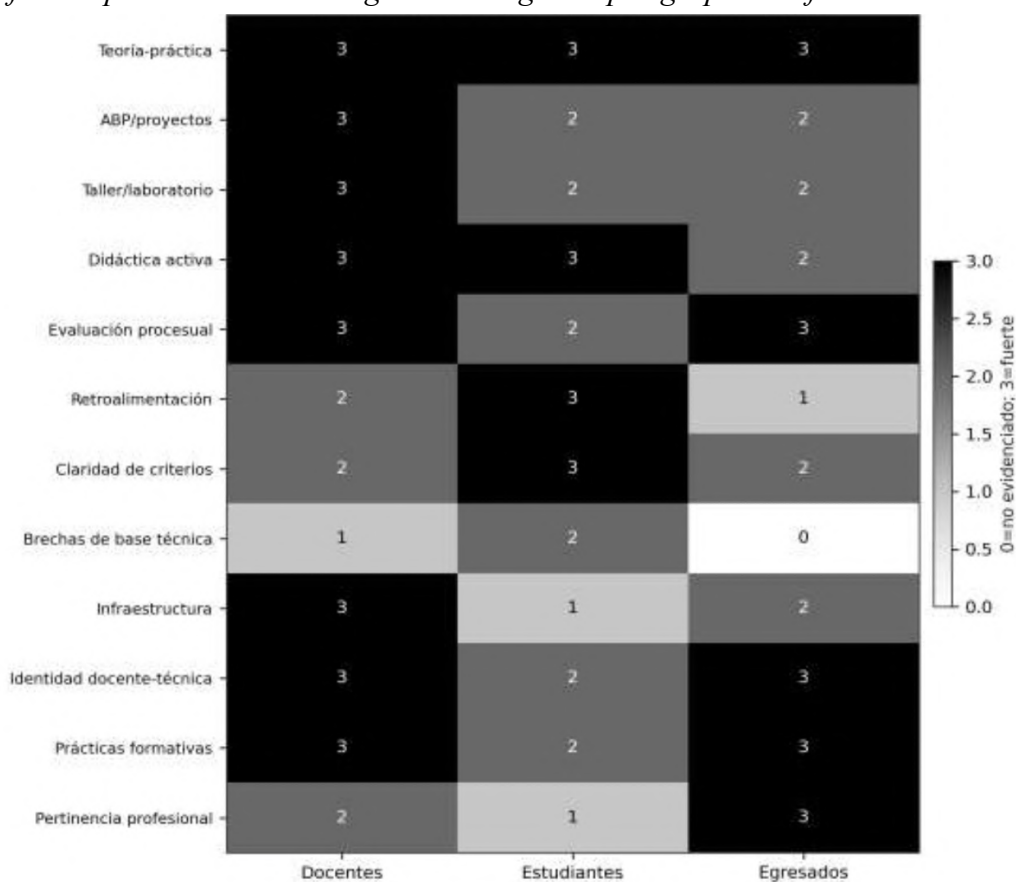 Teoría-práctica 3 3 3
ABP/proyectos 3 2 2
Taller/laboratorio 3 2 2
Didáctica activa 3 3 2
Evaluación procesual 3 2 3
Retroalimentación 2 3 1
Claridad de criterios 2 3 2
Brechas de base técnica 1 2 0
Infraestructura 3 1 2
Identidad docente-técnica 3 2 3
Prácticas formativas 3 2 3
Pertinencia profesional 2 1 3
Docentes Estudiantes Egresados
3.0
2.5
2.0
1.5
1.0
0.5
0.0
0=no evidenciado; 3=fuerte